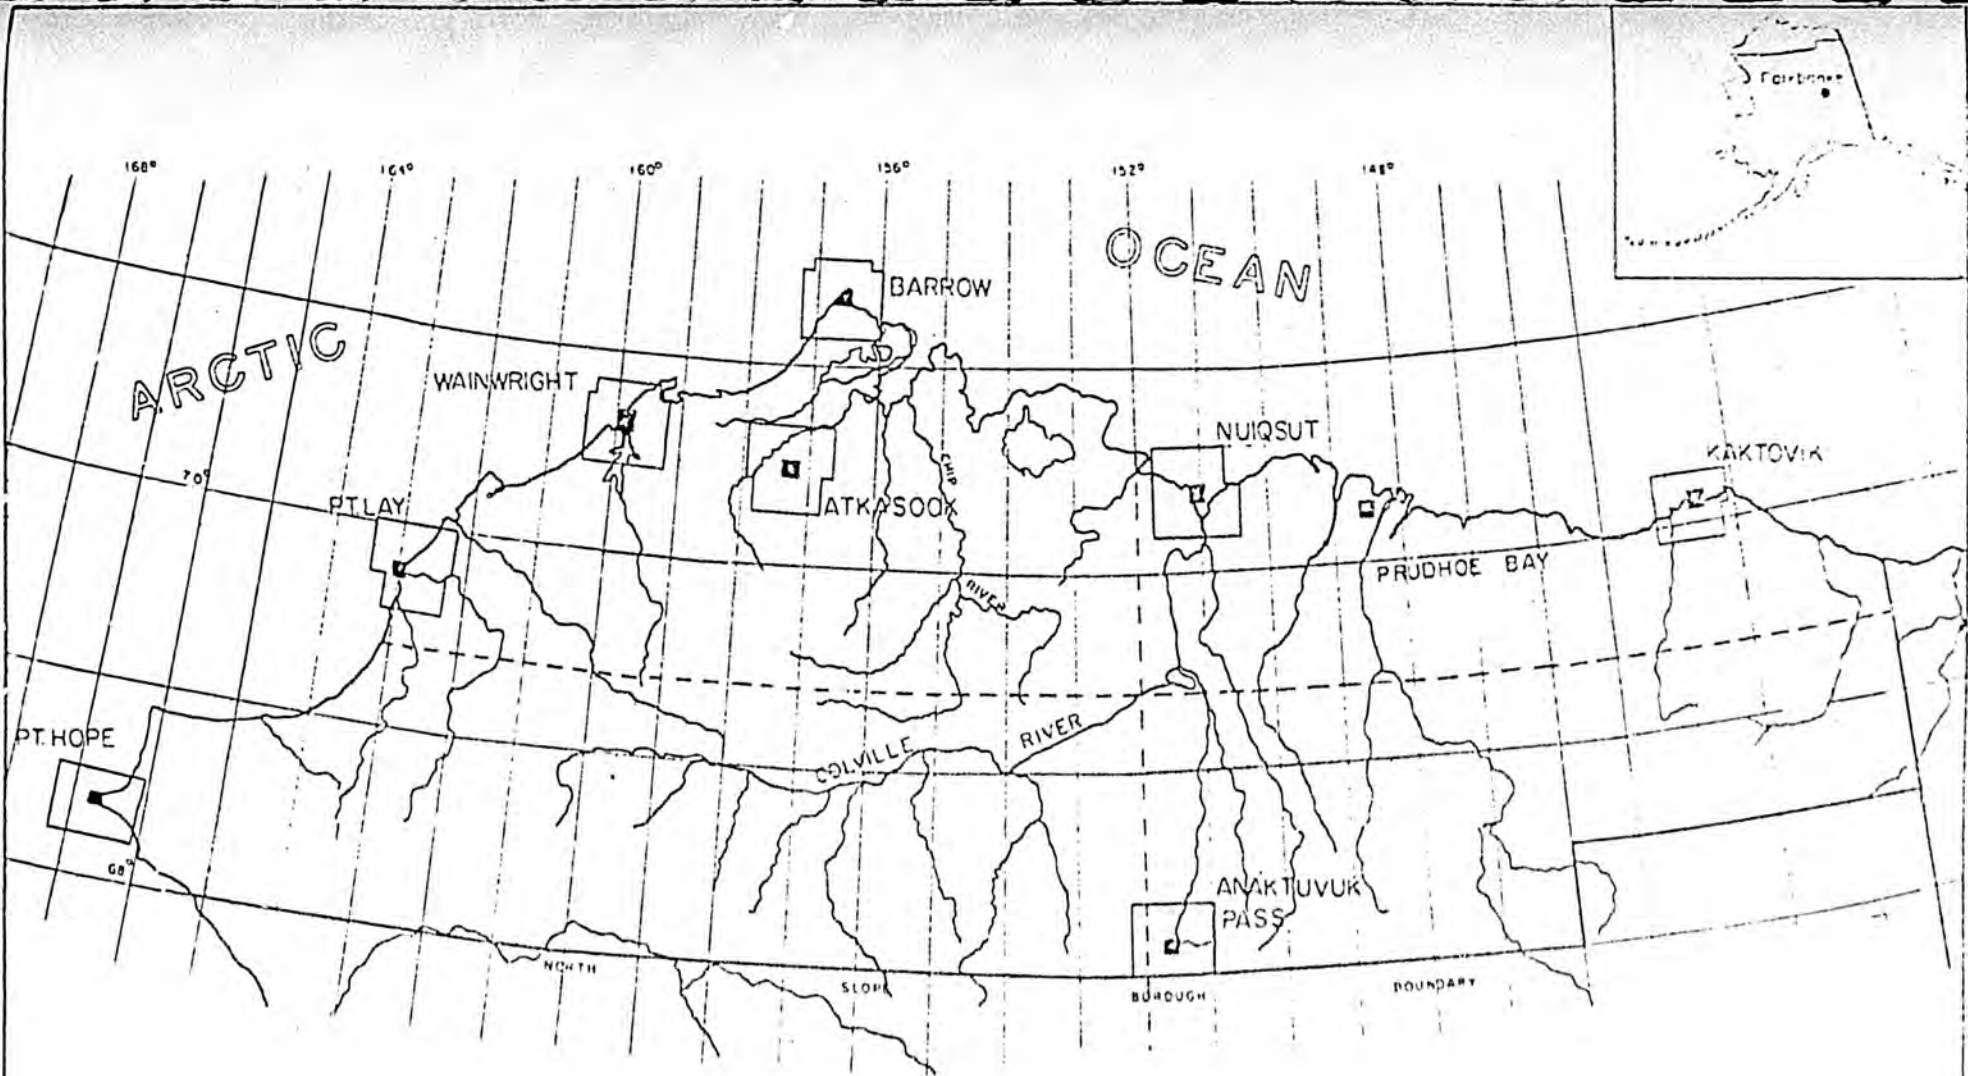 Fairbanks
168° 164° 160° 156° 152° 148°
OCEAN
BARROW
ARCTIC
WAINWRIGHT
NUIQSUT
KAKTOVIK
70°
PT. LAY
CHIP
ATKASOOK
PRUDHOE BAY
RIVER
PT. HOPE
COLVILLE RIVER
68°
ANAKTUVUK
PASS
NORTH SLOPE BOROUGH BOUNDARY